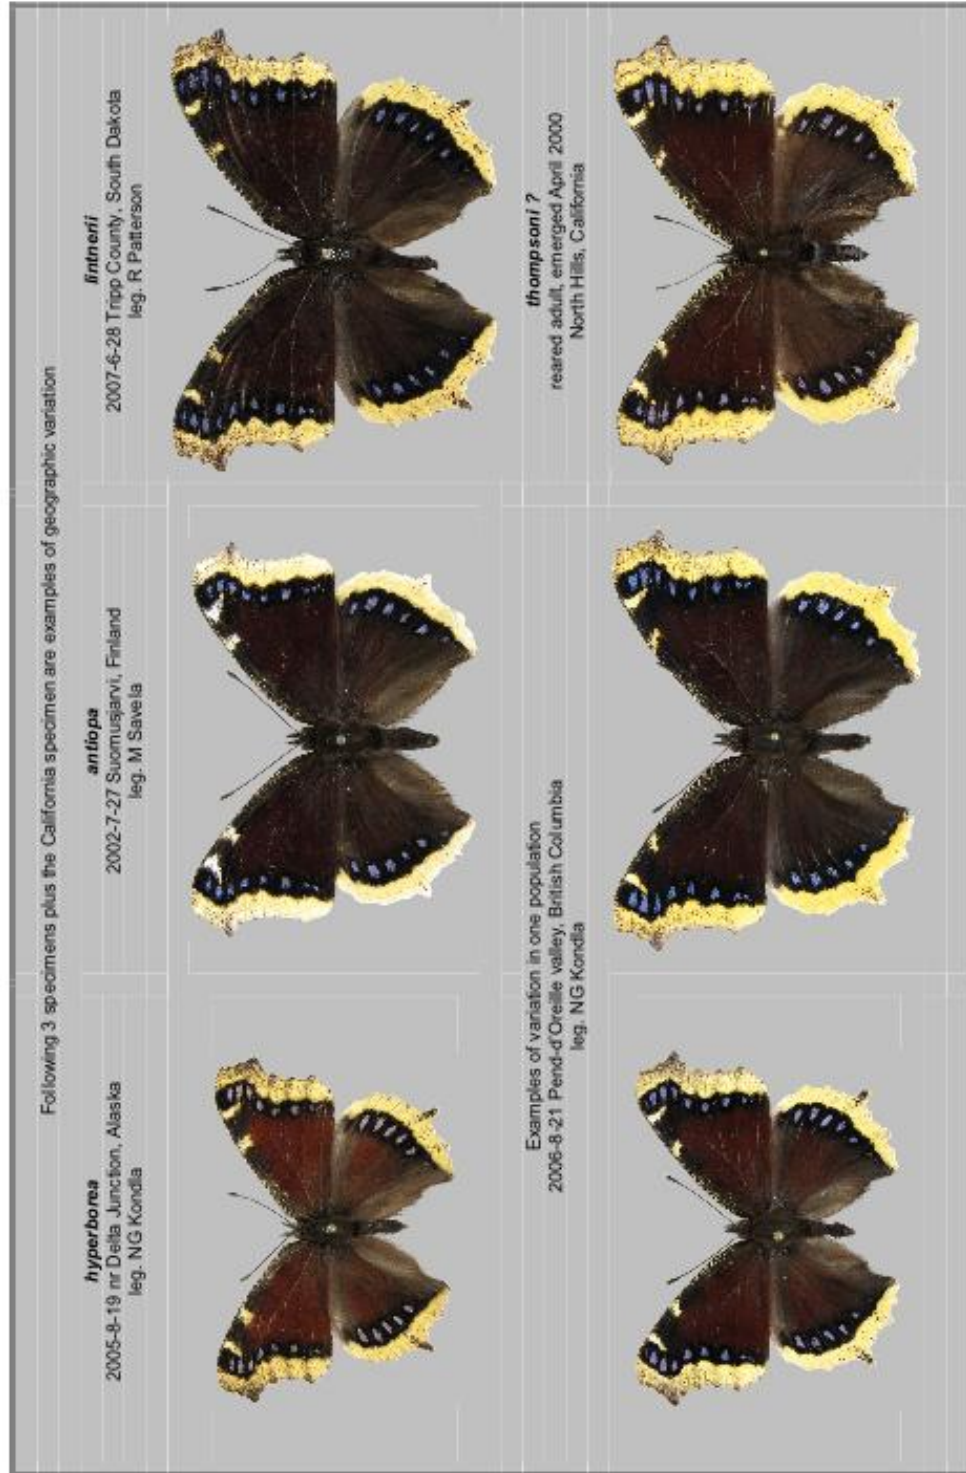 Following 3 specimens plus the California specimen are examples of geographic variation
hyperborea
2005-8-19 nr Delta Junction, Alaska
leg. NG Kondla
antiopa
2002-7-27 Suomusjarvi, Finland
leg. M Savela
lintnerii
2007-6-28 Tripp County, South Dakota
leg. R Patterson
Examples of variation in one population
2006-8-21 Pend-d'Oreille valley, British Columbia
leg. NG Kondla
thompsoni ?
reared adult, emerged April 2000
North Hills, California